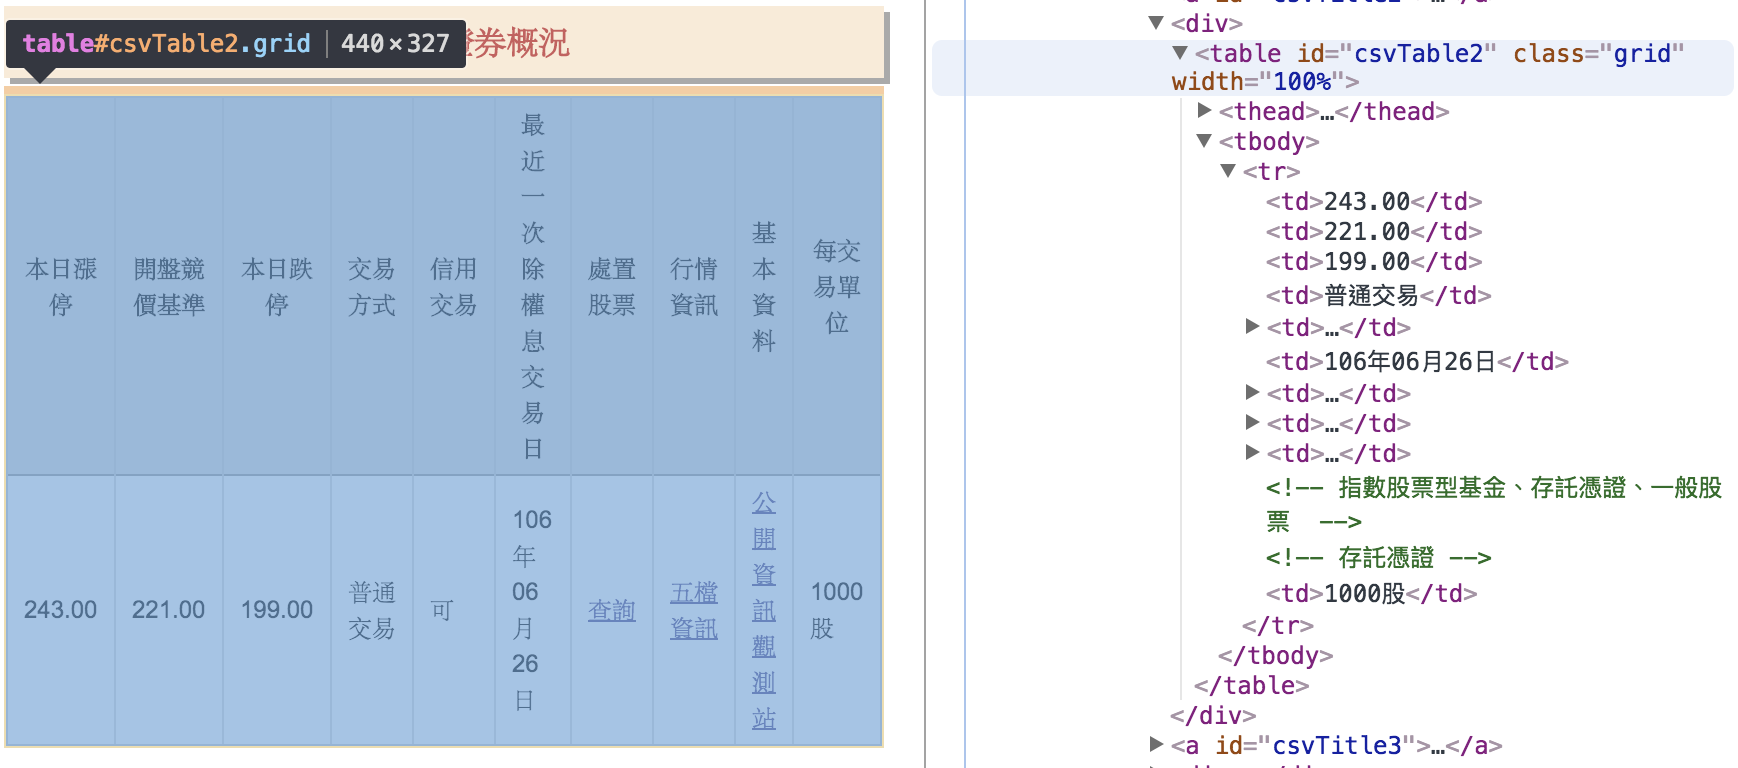 table#csvTable2.grid
440×327
券概況
本日漲停
開盤競價基準
本日跌停
交易方式
信用交易
最近一次除權息交易日
處置股票
行情資訊
基本資料
每交易單位
243.00
221.00
199.00
普通交易
可
106年06月26日
查詢
五檔資訊
公開資訊觀測站
1000股
<div>
<table id="csvTable2" class="grid"
width="100%">
<thead>…</thead>
<tbody>
<tr>
<td>243.00</td>
<td>221.00</td>
<td>199.00</td>
<td>普通交易</td>
<td>…</td>
<td>106年06月26日</td>
<td>…</td>
<td>…</td>
<td>…</td>
<!-- 指數股票型基金、存託憑證、一般股
票 -->
<!-- 存託憑證 -->
<td>1000股</td>
</tr>
</tbody>
</table>
</div>
<a id="csvTitle3">…</a>